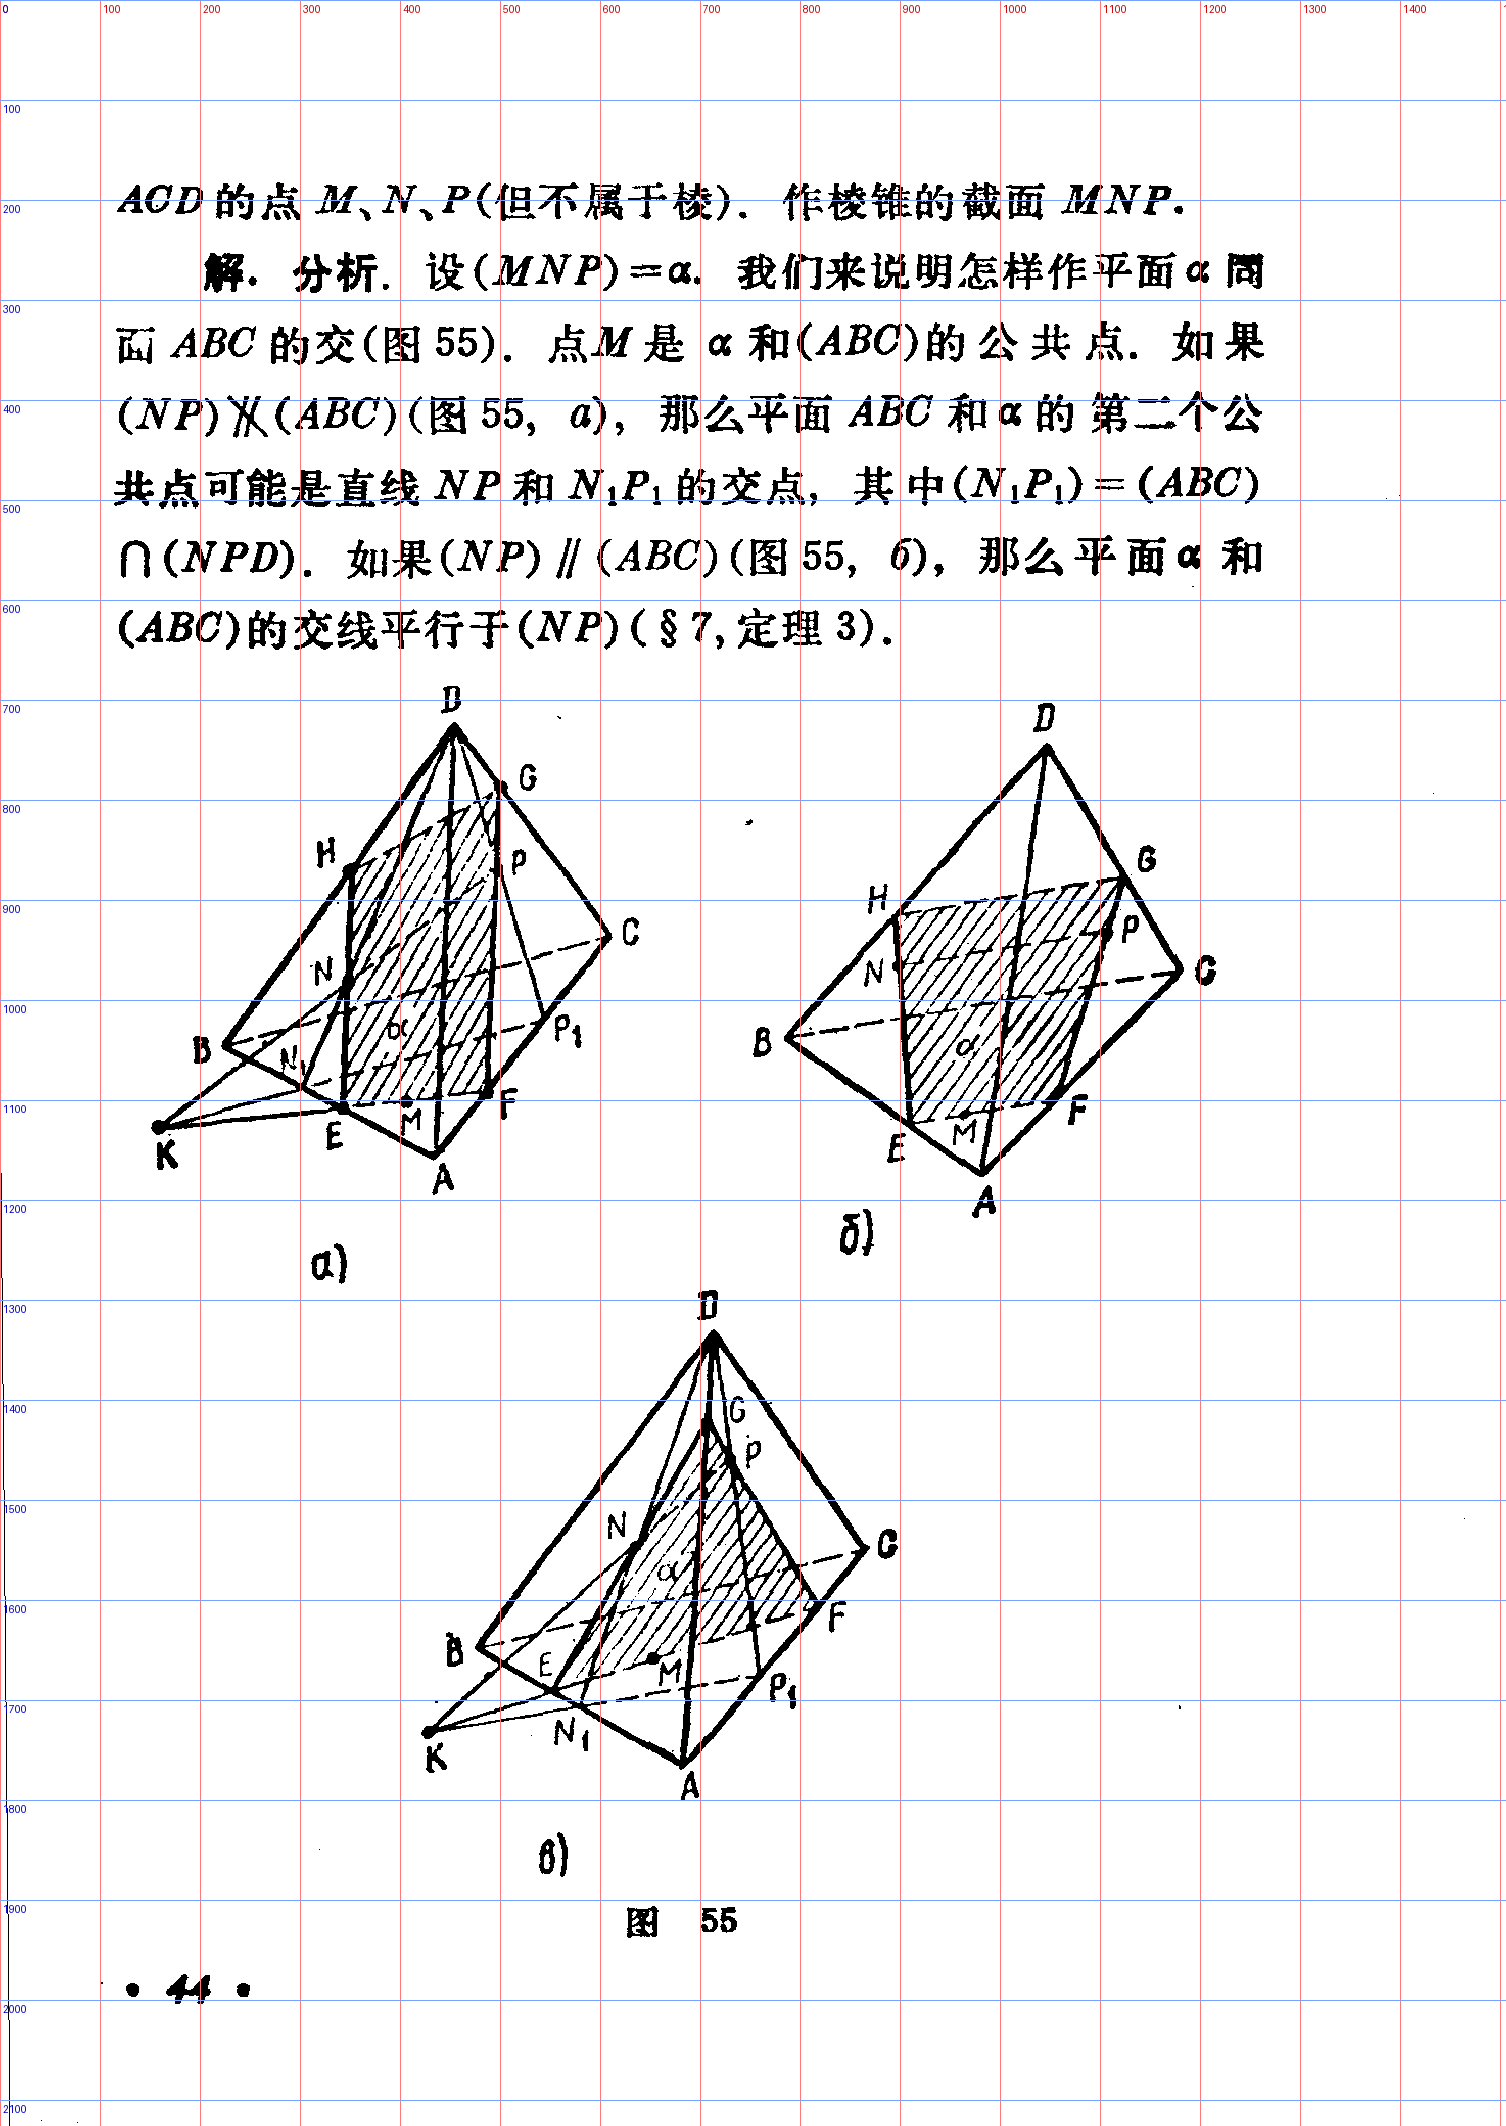 ACD 的点 M、N、P(但不属于棱). 作棱锥的截面 MNP.
解. 分析. 设(MNP)=α. 我们来说明怎样作平面 α 同
面 ABC 的交(图 55). 点M 是 α 和(ABC)的公共点. 如果
(NP)∦(ABC)(图 55, a), 那么平面 ABC 和 α 的第二个公
共点可能是直线 NP 和 N₁P₁ 的交点, 其中(N₁P₁)=(ABC)
∩(NPD). 如果(NP)∥(ABC)(图 55, б), 那么平面 α 和
(ABC)的交线平行于(NP)(§7, 定理 3).
D
G
H
P
C
N
B
α
P₁
N₁
F
M
K
E
A
а)
D
G
H
P
N
C
B
α
F
M
E
A
б)
D
G
P
N
C
α
F
B
E
M
P₁
N₁
K
A
в)
图 55
• 44 •